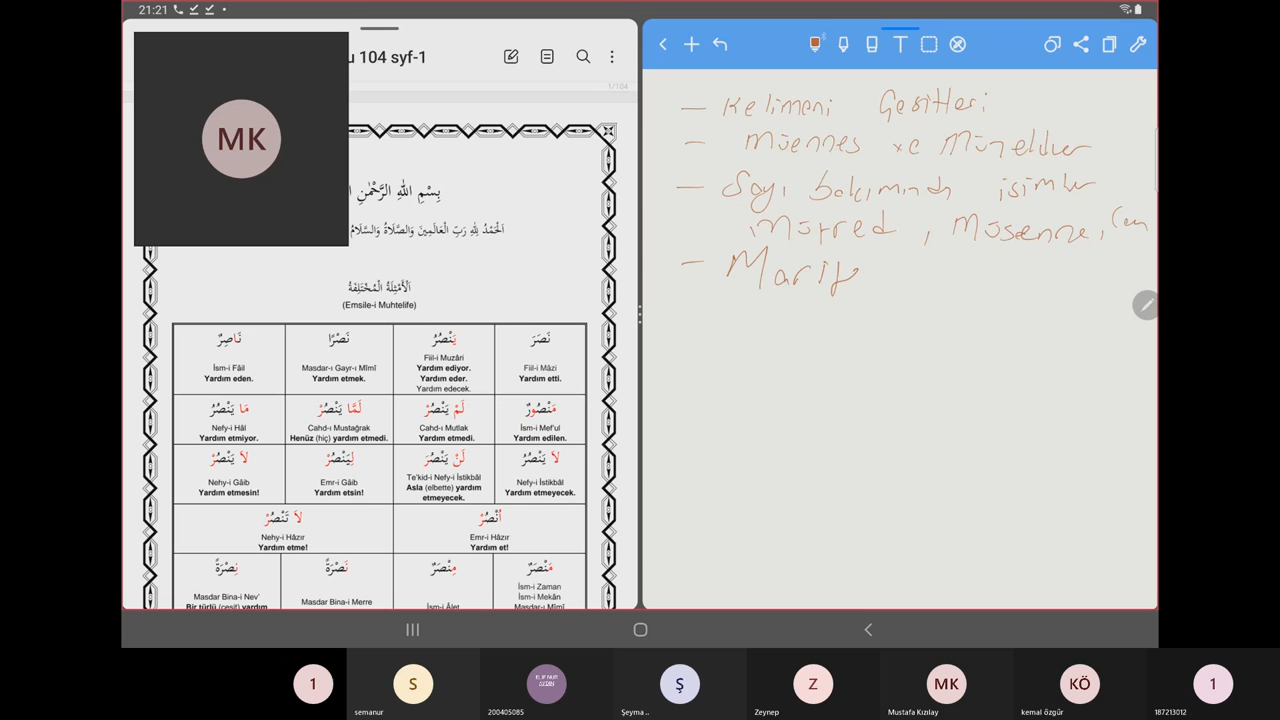 21:21
u 104 syf-1
1/104
MK
بِسْمِ اللهِ الرَّحْمٰنِ
اَلْحَمْدُ لِلّٰهِ رَبِّ الْعَالَمِينَ وَالصَّلَاةُ وَالسَّلَامُ
اَلْأَمْثِلَةُ الْمُخْتَلِفَةُ
(Emsile-i Muhtelife)
نَصَرَ
Fiil-i Mâzi
Yardım etti.
يَنْصُرُ
Fiil-i Muzâri
Yardım ediyor.
Yardım eder.
Yardım edecek.
نَصْرًا
Masdar-ı Gayr-ı Mîmî
Yardım etmek.
نَاصِرٌ
İsm-i Fâil
Yardım eden.
مَنْصُورٌ
İsm-i Mef'ul
Yardım edilen.
لَمْ يَنْصُرْ
Cahd-ı Mutlak
Yardım etmedi.
لَمَّا يَنْصُرْ
Cahd-ı Mustağrak
Henüz (hiç) yardım etmedi.
مَا يَنْصُرُ
Nefy-i Hâl
Yardım etmiyor.
لَا يَنْصُرُ
Nefy-i İstikbâl
Yardım etmeyecek.
لَنْ يَنْصُرَ
Te'kid-i Nefy-i İstikbâl
Asla (elbette) yardım
etmeyecek.
لِيَنْصُرْ
Emr-i Gâib
Yardım etsin!
لَا يَنْصُرْ
Nehy-i Gâib
Yardım etmesin!
اُنْصُرْ
Emr-i Hâzır
Yardım et!
لَا تَنْصُرْ
Nehy-i Hâzır
Yardım etme!
مَنْصَرٌ
İsm-i Zaman
İsm-i Mekân
Masdar-ı Mîmî
مِنْصَرٌ
İsm-i Âlet
نَصْرَةً
Masdar Bina-i Merre
نِصْرَةً
Masdar Bina-i Nev'
Bir türlü (çeşit) yardım
- Kelimeni Çeşitleri
- Müennes ve Müzekker
- Sayı bakımında isimler
müfred, Müsenne, Cem
- Marife
1
S
semanur
ELIF NUR
AYDIN
200405085
Ş
Şeyma ..
Z
Zeynep
MK
Mustafa Kızılay
KÖ
kemal özgür
1
187213012